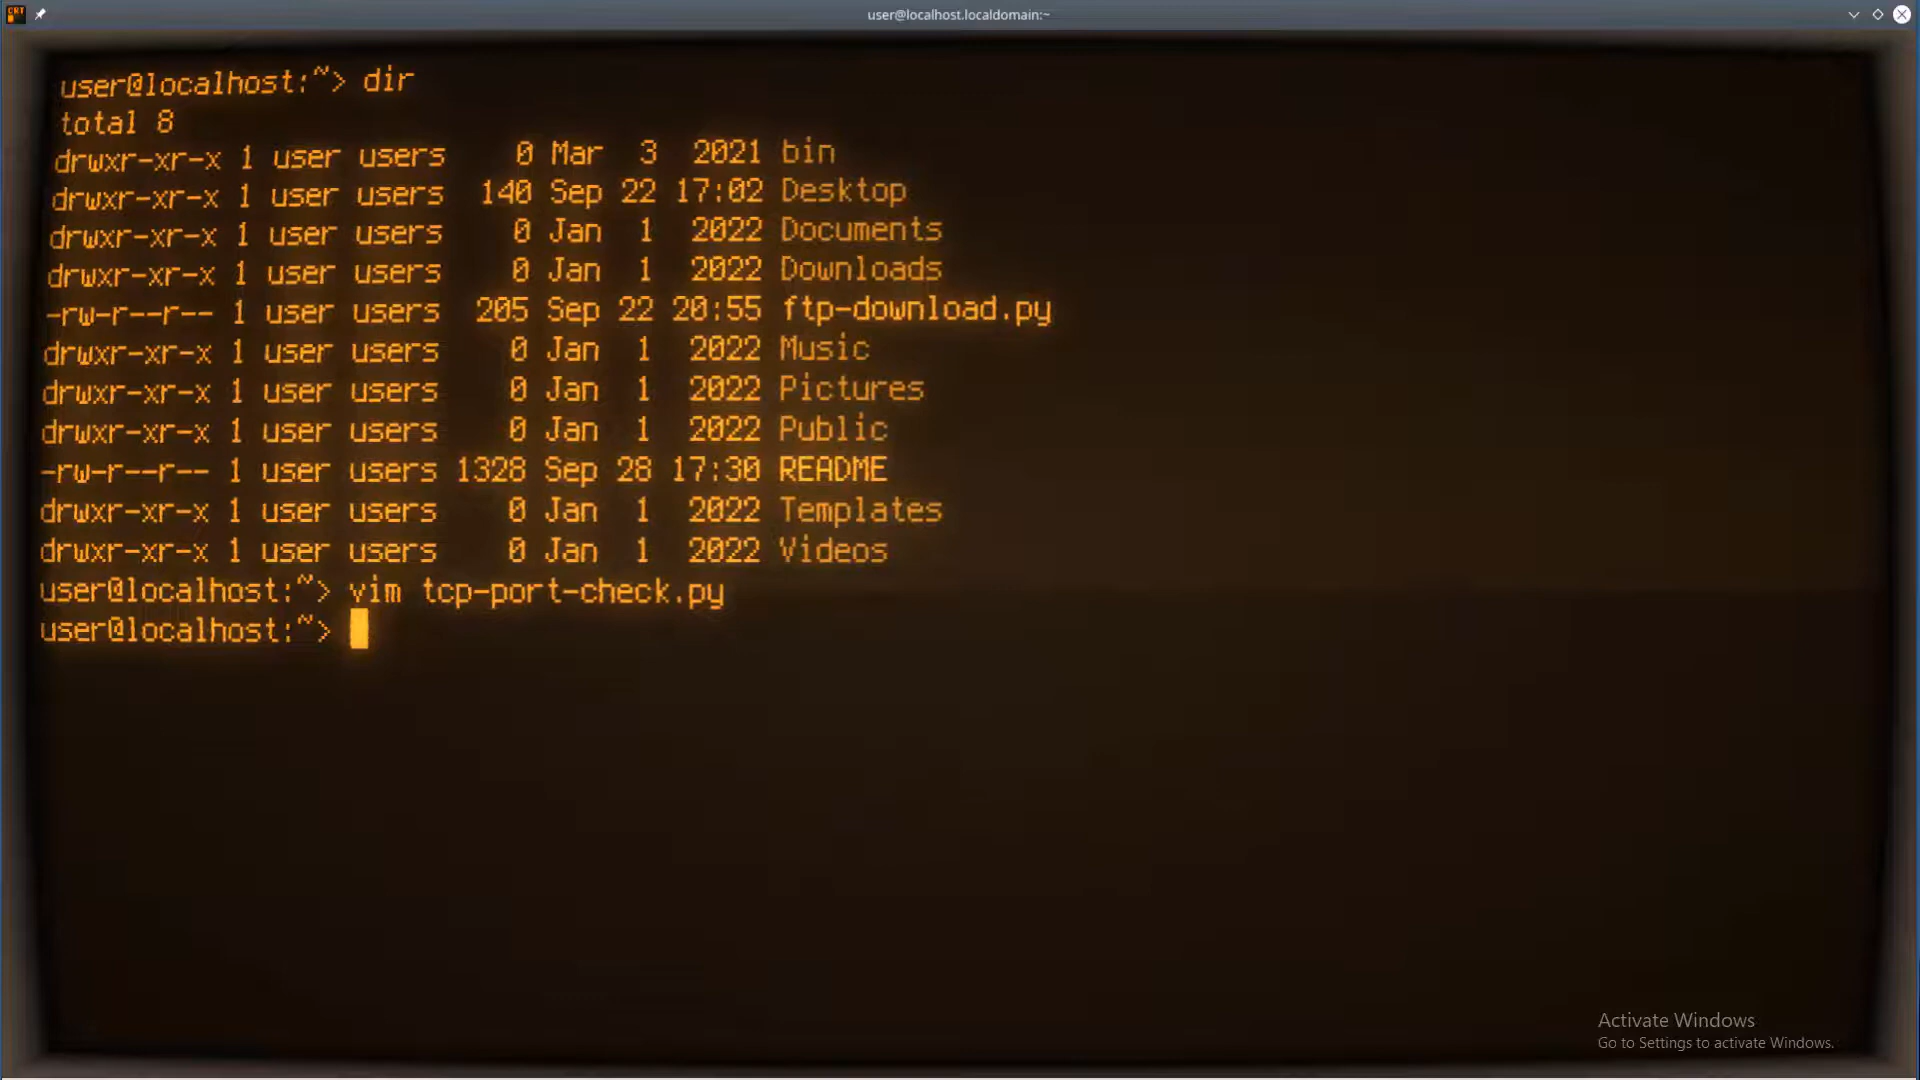 CRT
user@localhost.localdomain:~
user@localhost:~> dir
total 8
drwxr-xr-x 1 user users    0 Mar  3  2021 bin
drwxr-xr-x 1 user users  140 Sep 22 17:02 Desktop
drwxr-xr-x 1 user users    0 Jan  1  2022 Documents
drwxr-xr-x 1 user users    0 Jan  1  2022 Downloads
-rw-r--r-- 1 user users  205 Sep 22 20:55 ftp-download.py
drwxr-xr-x 1 user users    0 Jan  1  2022 Music
drwxr-xr-x 1 user users    0 Jan  1  2022 Pictures
drwxr-xr-x 1 user users    0 Jan  1  2022 Public
-rw-r--r-- 1 user users 1328 Sep 28 17:30 README
drwxr-xr-x 1 user users    0 Jan  1  2022 Templates
drwxr-xr-x 1 user users    0 Jan  1  2022 Videos
user@localhost:~> vim tcp-port-check.py
user@localhost:~>
Activate Windows
Go to Settings to activate Windows.